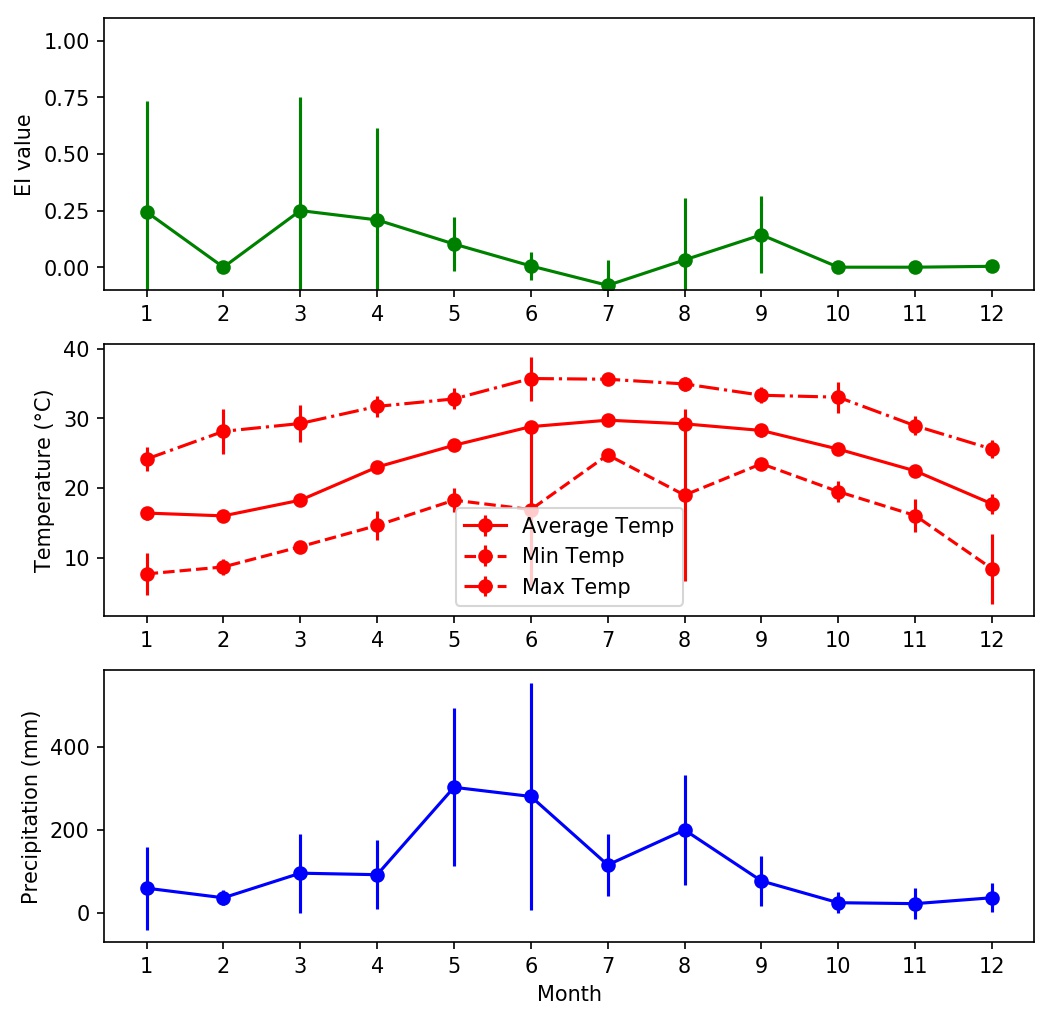 EI value
1.00
0.75
0.50
0.25
0.00
1 2 3 4 5 6 7 8 9 10 11 12
Temperature (°C)
40
30
20
10
Average Temp
Min Temp
Max Temp
1 2 3 4 5 6 7 8 9 10 11 12
Precipitation (mm)
400
200
0
1 2 3 4 5 6 7 8 9 10 11 12
Month